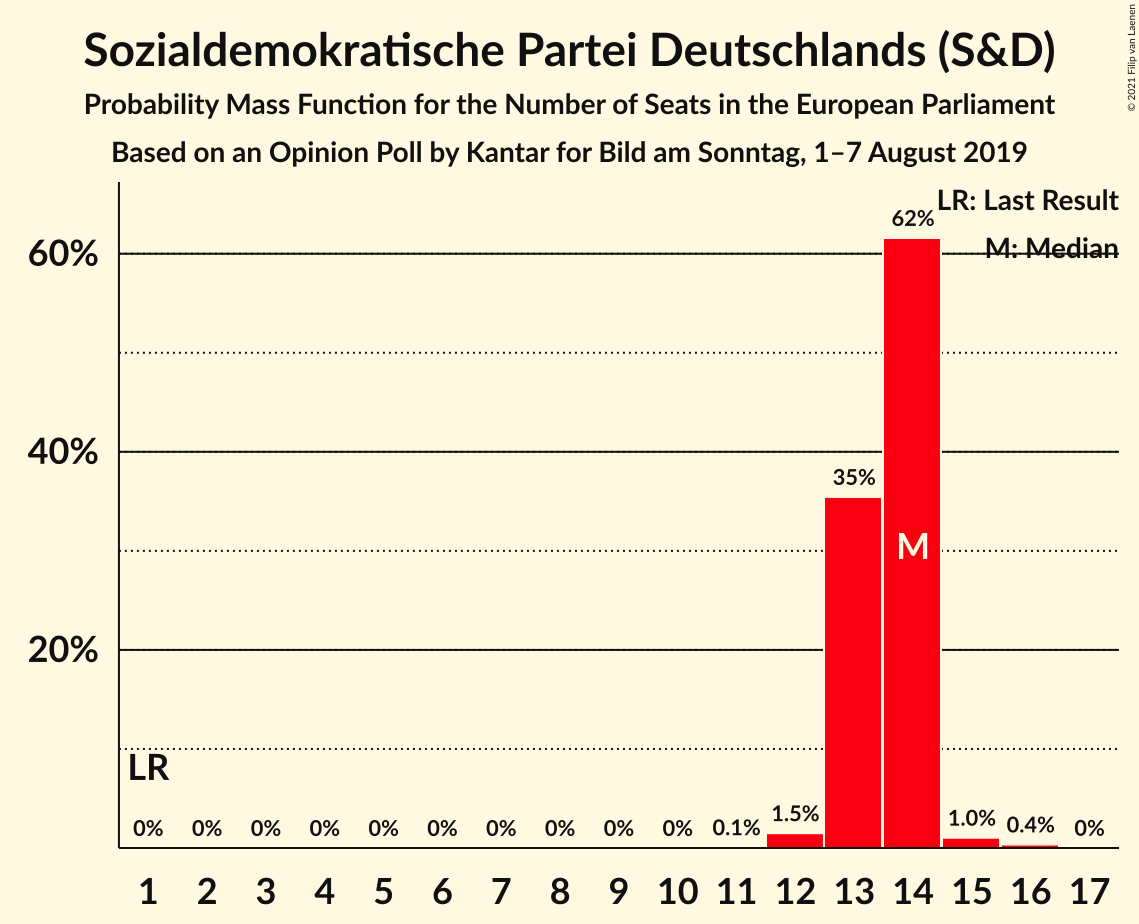 Sozialdemokratische Partei Deutschlands (S&D)
Probability Mass Function for the Number of Seats in the European Parliament
Based on an Opinion Poll by Kantar for Bild am Sonntag, 1–7 August 2019
© 2021 Filip van Laenen
LR: Last Result
M: Median
62%
60%
40%
35%
M
20%
LR
0% 0% 0% 0% 0% 0% 0% 0% 0% 0% 0.1% 1.5% 1.0% 0.4% 0%
1 2 3 4 5 6 7 8 9 10 11 12 13 14 15 16 17